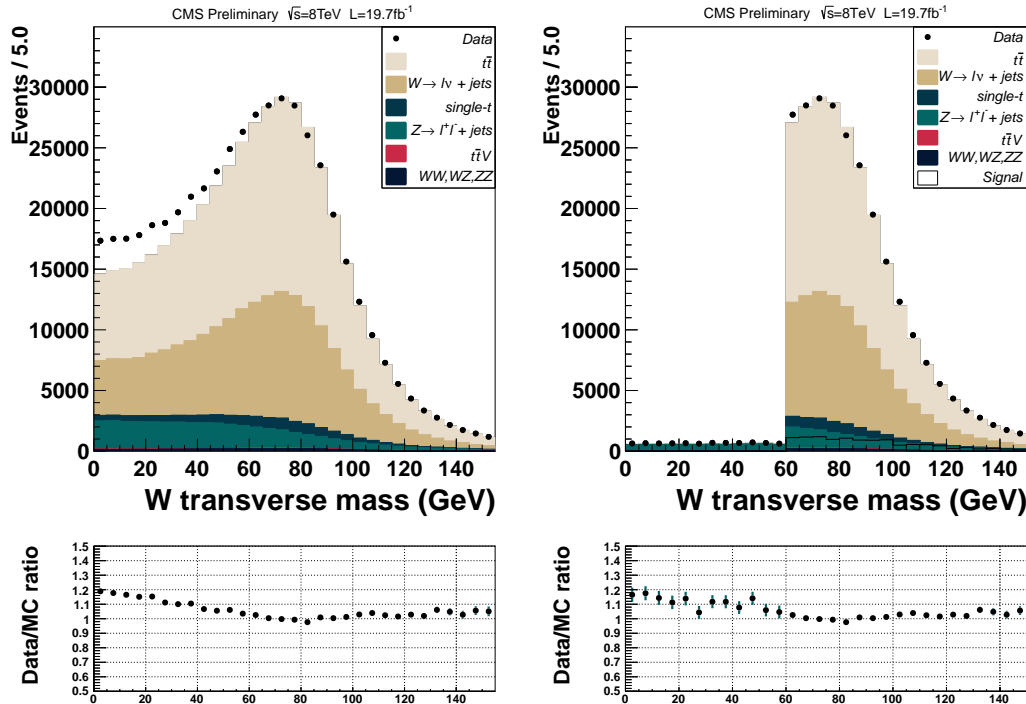 CMS Preliminary √s=8TeV L=19.7fb⁻¹
Events / 5.0
30000
25000
20000
15000
10000
5000
0
Data
tt̄
W→ lν + jets
single-t
Z→ l⁺l⁻+ jets
tt̄V
WW,WZ,ZZ
0 20 40 60 80 100 120 140
W transverse mass (GeV)
Data/MC ratio
1.5
1.4
1.3
1.2
1.1
1
0.9
0.8
0.7
0.6
0.5
0 20 40 60 80 100 120 140
CMS Preliminary √s=8TeV L=19.7fb⁻¹
Events / 5.0
30000
25000
20000
15000
10000
5000
0
Data
tt̄
W→ lν + jets
single-t
Z→ l⁺l⁻+ jets
tt̄V
WW,WZ,ZZ
Signal
0 20 40 60 80 100 120 140
W transverse mass (GeV)
Data/MC ratio
1.5
1.4
1.3
1.2
1.1
1
0.9
0.8
0.7
0.6
0.5
0 20 40 60 80 100 120 140